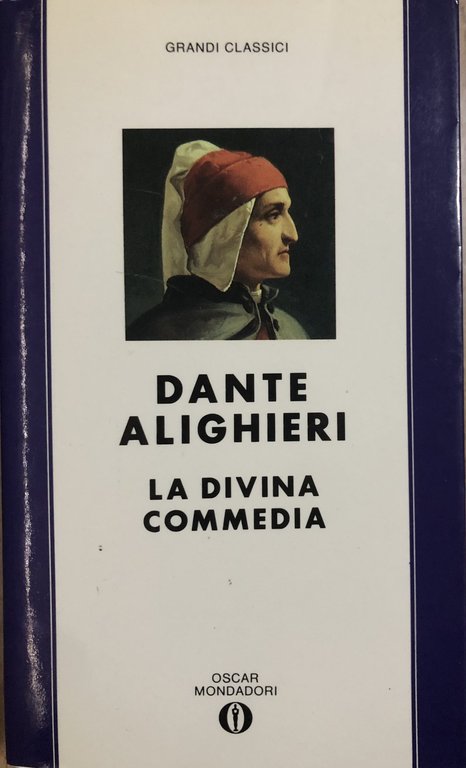 GRANDI CLASSICI
DANTE
ALIGHIERI
LA DIVINA
COMMEDIA
OSCAR
MONDADORI